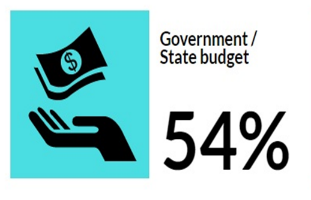 $
Government /
State budget
54%